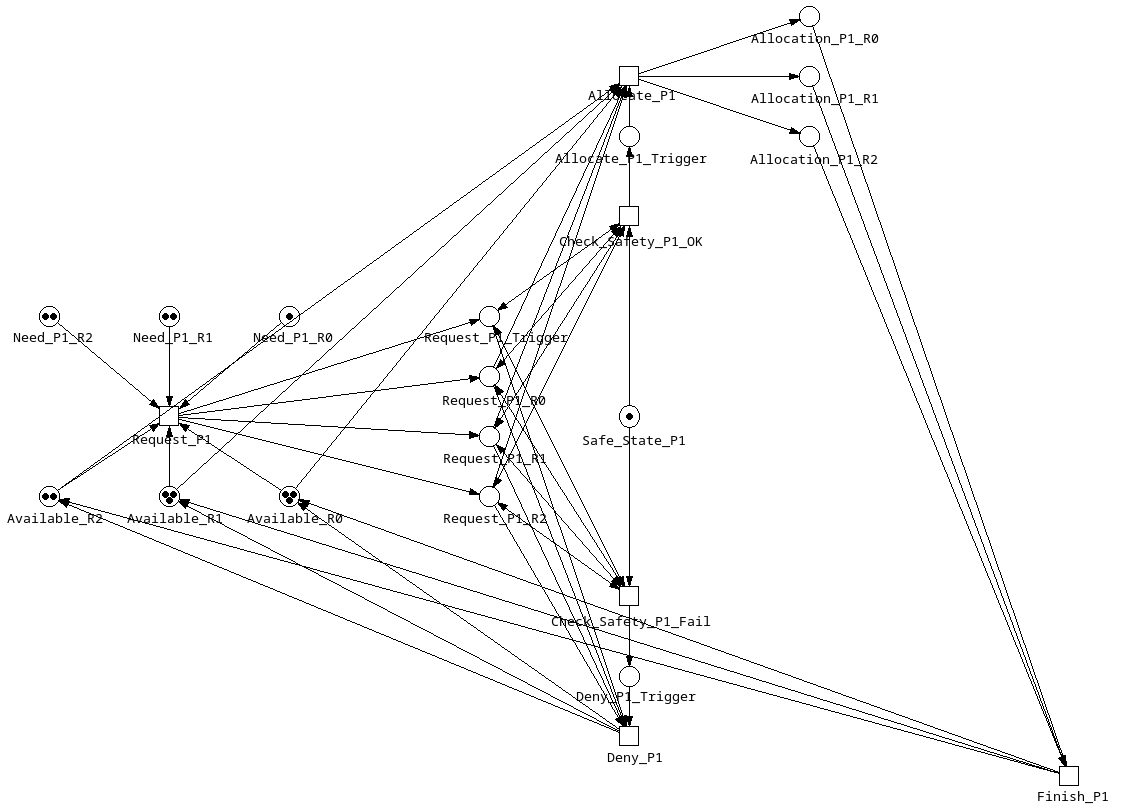 Allocation_P1_R0
Allocate_P1
Allocation_P1_R1
Allocate_P1_Trigger
Allocation_P1_R2
Check_Safety_P1_OK
Need_P1_R2
Need_P1_R1
Need_P1_R0
Request_P1_Trigger
Request_P1_R0
Request_P1
Safe_State_P1
Request_P1_R1
Available_R2
Available_R1
Available_R0
Request_P1_R2
Check_Safety_P1_Fail
Deny_P1_Trigger
Deny_P1
Finish_P1